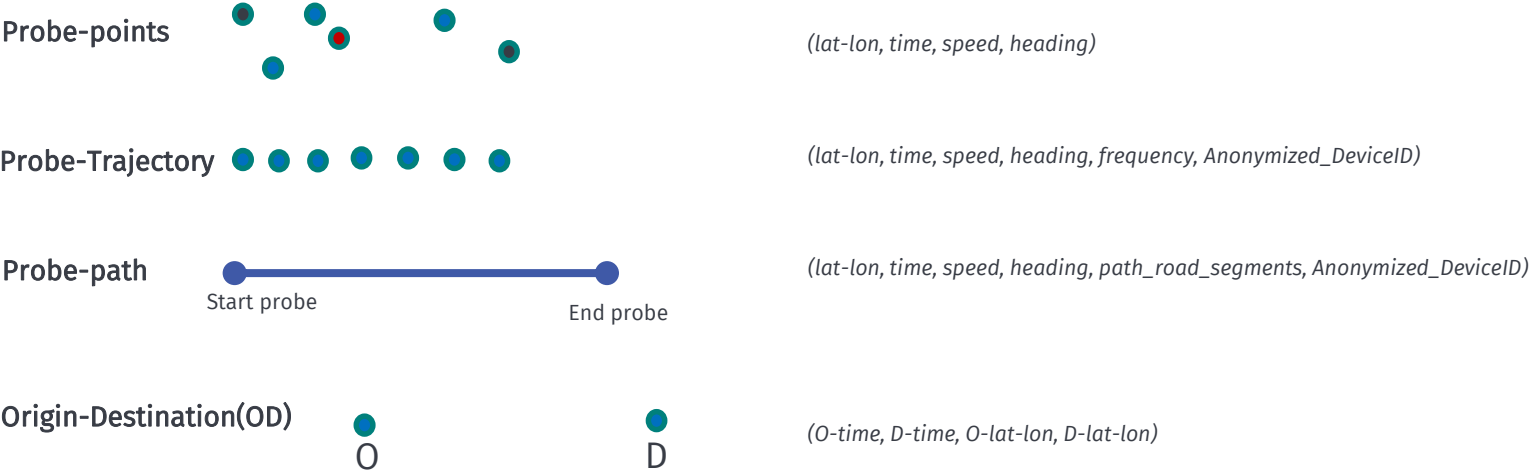 Probe-points
(lat-lon, time, speed, heading)
Probe-Trajectory
(lat-lon, time, speed, heading, frequency, Anonymized_DeviceID)
Probe-path
(lat-lon, time, speed, heading, path_road_segments, Anonymized_DeviceID)
Start probe
End probe
Origin-Destination(OD)
(O-time, D-time, O-lat-lon, D-lat-lon)
O
D